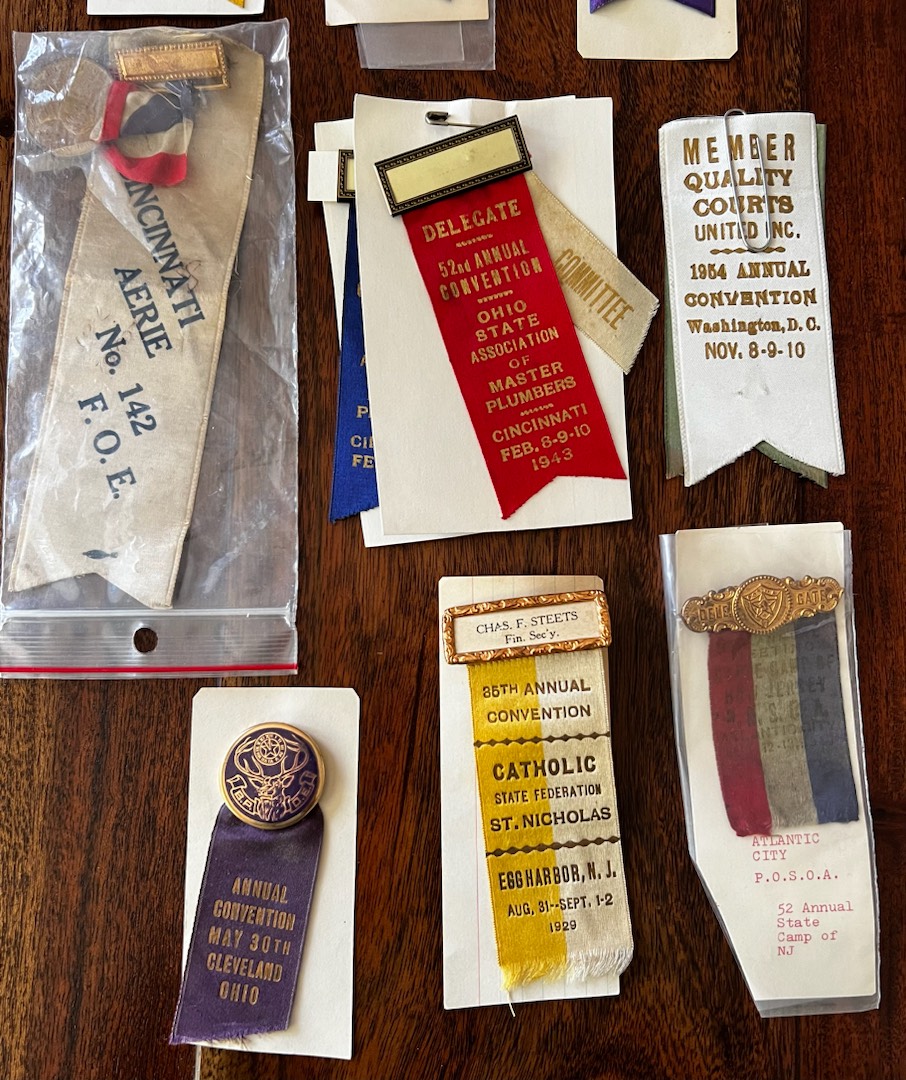 CINCINNATI
AERIE
No. 142
F. O. E.
DELEGATE
52nd ANNUAL
CONVENTION
OHIO
STATE
ASSOCIATION
OF
MASTER
PLUMBERS
CINCINNATI
FEB. 8-9-10
1943
COMMITTEE
MEMBER
QUALITY
COURTS
UNITED INC.
1954 ANNUAL
CONVENTION
Washington, D. C.
NOV. 8-9-10
BPOE
ANNUAL
CONVENTION
MAY 30TH
CLEVELAND
OHIO
CHAS. F. STEETS
Fin. Sec'y.
35TH ANNUAL
CONVENTION
CATHOLIC
STATE FEDERATION
ST. NICHOLAS
EGG HARBOR, N. J.
AUG. 31--SEPT. 1-2
1929
DELEGATE
ATLANTIC
CITY
P.O.S.O.A.
52 Annual
State
Camp of
NJ